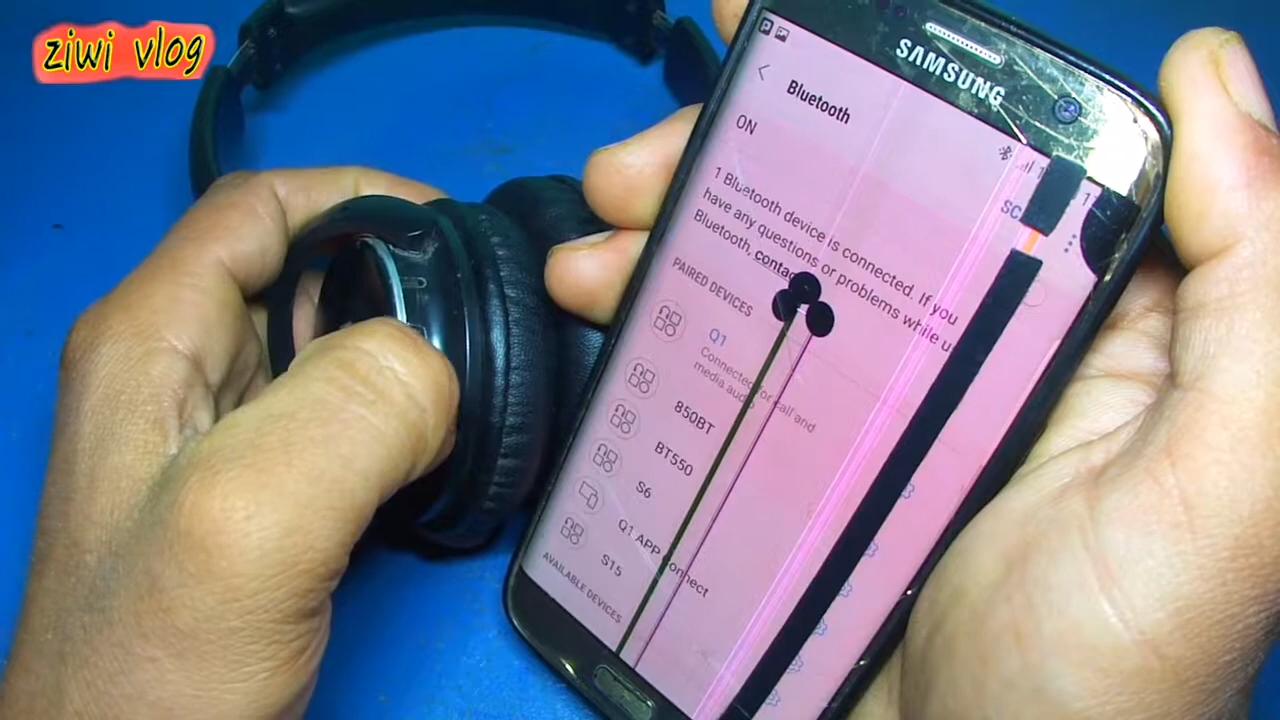 ziwi vlog
SAMSUNG
Bluetooth
ON
1 Bluetooth device is connected. If you
have any questions or problems while
Bluetooth,
PAIRED DEVICES
Q1
Connected for call and
media audio
850BT
BT550
S6
Q1 APP Connect
S15
AVAILABLE DEVICES